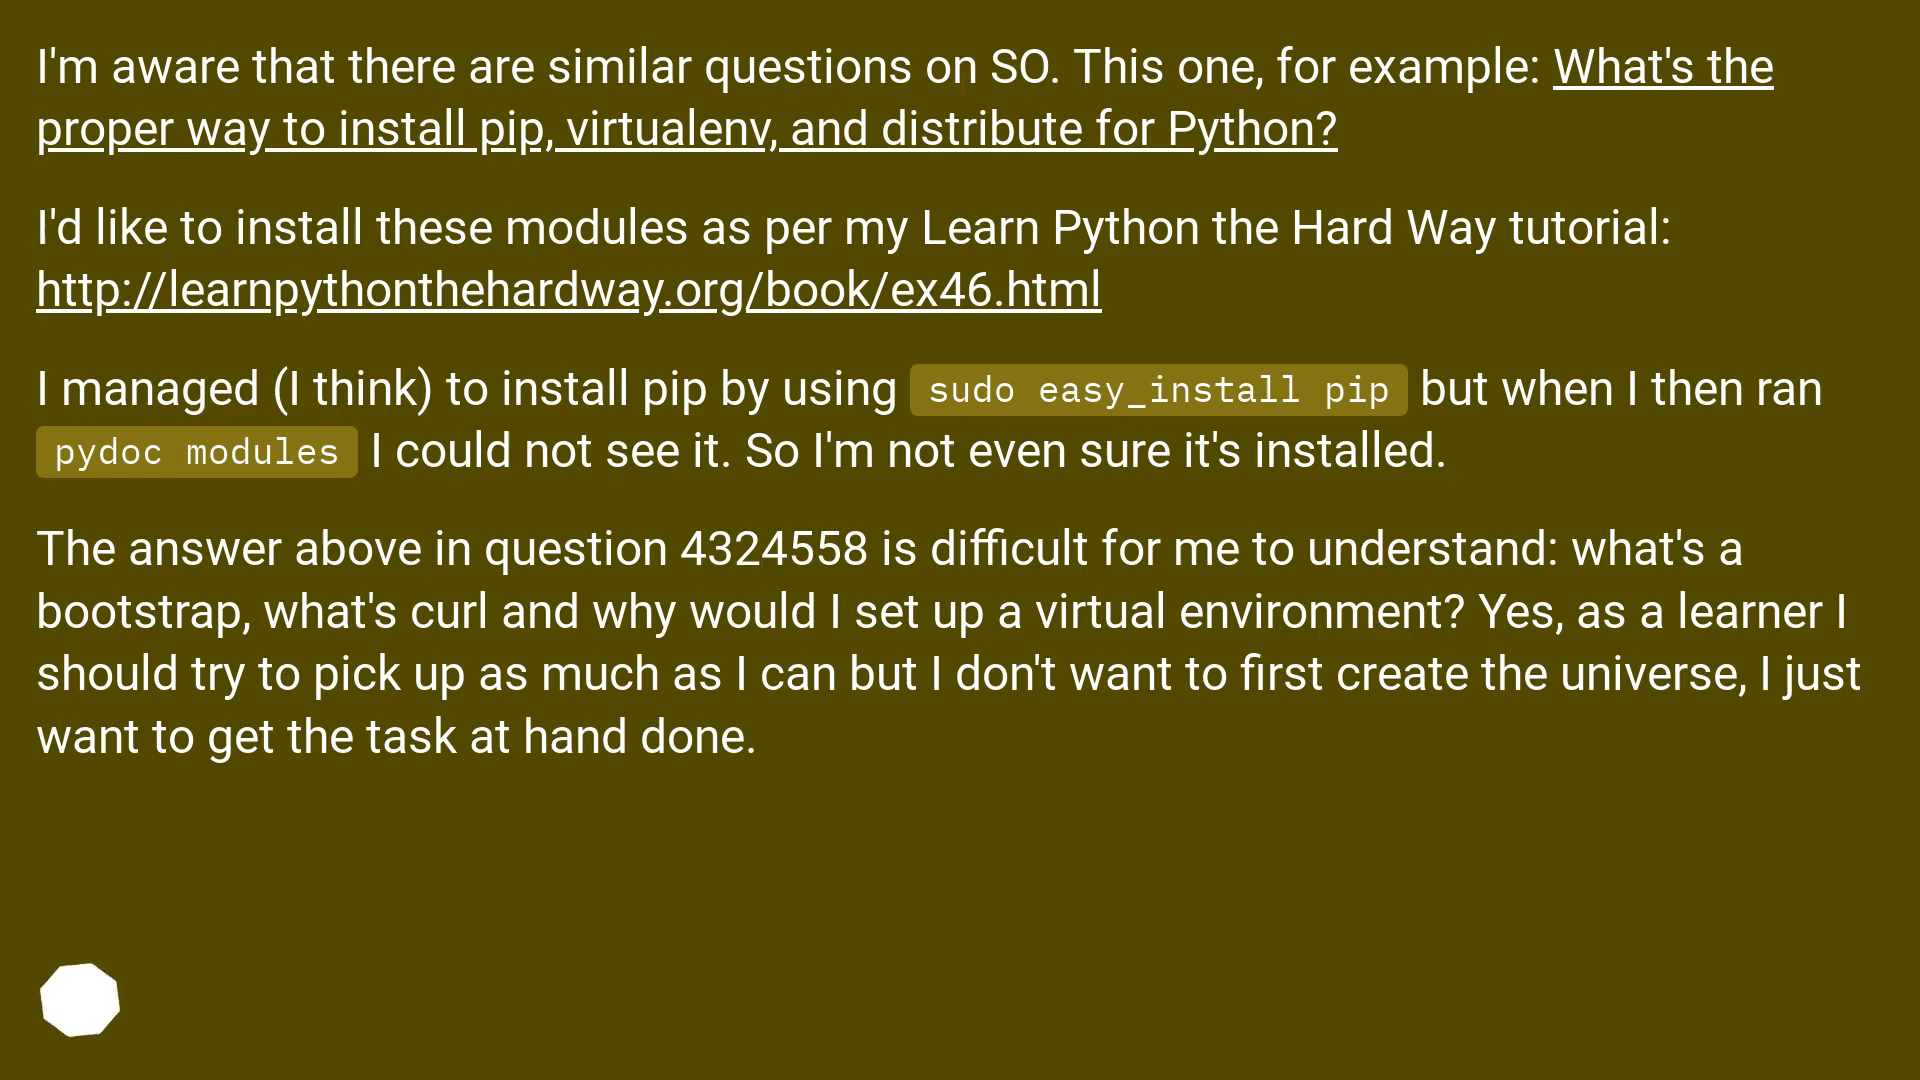 I'm aware that there are similar questions on SO. This one, for example: What's the
proper way to install pip, virtualenv, and distribute for Python?
I'd like to install these modules as per my Learn Python the Hard Way tutorial:
http://learnpythonthehardway.org/book/ex46.html
I managed (I think) to install pip by using sudo easy_install pip but when I then ran
pydoc modules I could not see it. So I'm not even sure it's installed.
The answer above in question 4324558 is difficult for me to understand: what's a
bootstrap, what's curl and why would I set up a virtual environment? Yes, as a learner I
should try to pick up as much as I can but I don't want to first create the universe, I just
want to get the task at hand done.